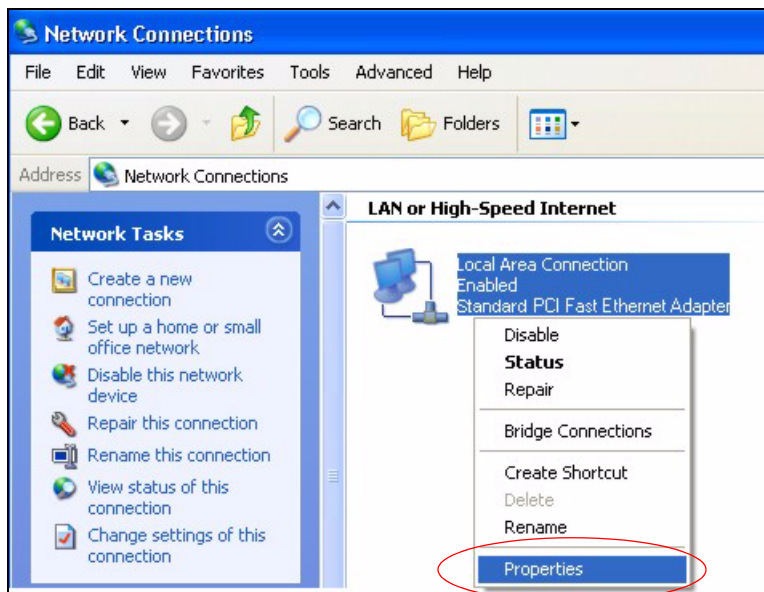 Network Connections
File Edit View Favorites Tools Advanced Help
Back Search Folders
Address Network Connections
Network Tasks
Create a new
connection
Set up a home or small
office network
Disable this network
device
Repair this connection
Rename this connection
View status of this
connection
Change settings of this
connection
LAN or High-Speed Internet
Local Area Connection
Enabled
Standard PCI Fast Ethernet Adapter
Disable
Status
Repair
Bridge Connections
Create Shortcut
Delete
Rename
Properties